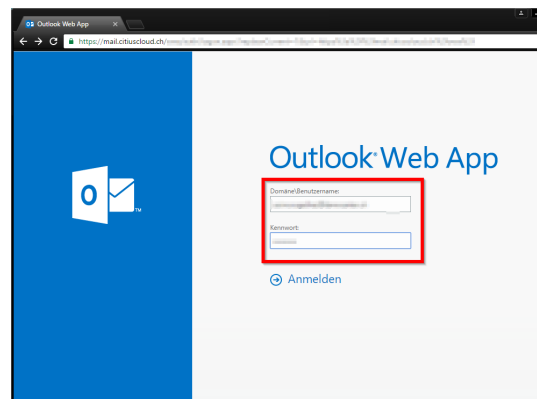 Outlook Web App
https://mail.citiuscloud.ch/
Outlook® Web App
Domäne\Benutzername:
Kennwort:
Anmelden